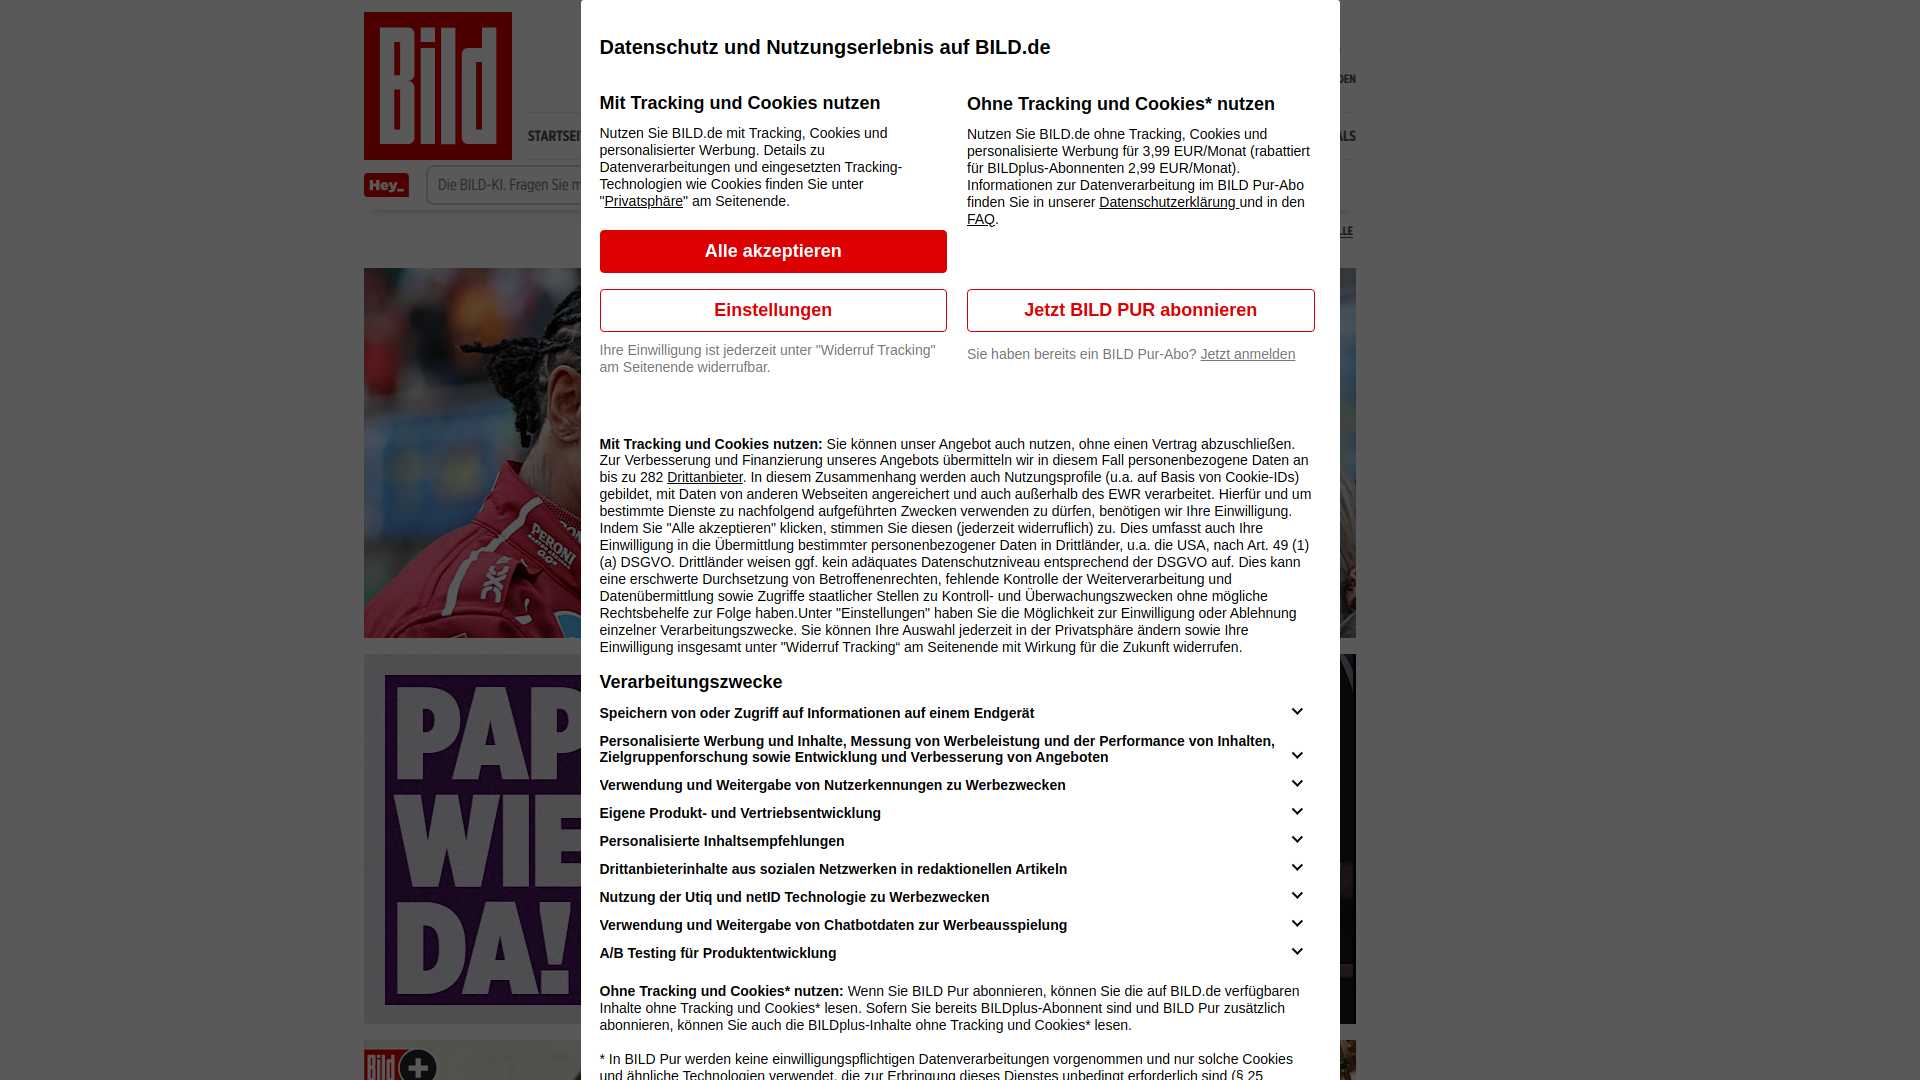 Bild
DEN
STARTSEI
ALS
Hey_
Die BILD-KI. Fragen Sie m
LLE
Datenschutz und Nutzungserlebnis auf BILD.de
Mit Tracking und Cookies nutzen
Nutzen Sie BILD.de mit Tracking, Cookies und
personalisierter Werbung. Details zu
Datenverarbeitungen und eingesetzten Tracking-
Technologien wie Cookies finden Sie unter
"Privatsphäre" am Seitenende.
Alle akzeptieren
Einstellungen
Ihre Einwilligung ist jederzeit unter "Widerruf Tracking"
am Seitenende widerrufbar.
Ohne Tracking und Cookies* nutzen
Nutzen Sie BILD.de ohne Tracking, Cookies und
personalisierte Werbung für 3,99 EUR/Monat (rabattiert
für BILDplus-Abonnenten 2,99 EUR/Monat).
Informationen zur Datenverarbeitung im BILD Pur-Abo
finden Sie in unserer Datenschutzerklärung und in den
FAQ.
Jetzt BILD PUR abonnieren
Sie haben bereits ein BILD Pur-Abo? Jetzt anmelden
Mit Tracking und Cookies nutzen: Sie können unser Angebot auch nutzen, ohne einen Vertrag abzuschließen.
Zur Verbesserung und Finanzierung unseres Angebots übermitteln wir in diesem Fall personenbezogene Daten an
bis zu 282 Drittanbieter. In diesem Zusammenhang werden auch Nutzungsprofile (u.a. auf Basis von Cookie-IDs)
gebildet, mit Daten von anderen Webseiten angereichert und auch außerhalb des EWR verarbeitet. Hierfür und um
bestimmte Dienste zu nachfolgend aufgeführten Zwecken verwenden zu dürfen, benötigen wir Ihre Einwilligung.
Indem Sie "Alle akzeptieren" klicken, stimmen Sie diesen (jederzeit widerruflich) zu. Dies umfasst auch Ihre
Einwilligung in die Übermittlung bestimmter personenbezogener Daten in Drittländer, u.a. die USA, nach Art. 49 (1)
(a) DSGVO. Drittländer weisen ggf. kein adäquates Datenschutzniveau entsprechend der DSGVO auf. Dies kann
eine erschwerte Durchsetzung von Betroffenenrechten, fehlende Kontrolle der Weiterverarbeitung und
Datenübermittlung sowie Zugriffe staatlicher Stellen zu Kontroll- und Überwachungszwecken ohne mögliche
Rechtsbehelfe zur Folge haben.Unter "Einstellungen" haben Sie die Möglichkeit zur Einwilligung oder Ablehnung
einzelner Verarbeitungszwecke. Sie können Ihre Auswahl jederzeit in der Privatsphäre ändern sowie Ihre
Einwilligung insgesamt unter "Widerruf Tracking“ am Seitenende mit Wirkung für die Zukunft widerrufen.
Verarbeitungszwecke
Speichern von oder Zugriff auf Informationen auf einem Endgerät
Personalisierte Werbung und Inhalte, Messung von Werbeleistung und der Performance von Inhalten,
Zielgruppenforschung sowie Entwicklung und Verbesserung von Angeboten
Verwendung und Weitergabe von Nutzerkennungen zu Werbezwecken
Eigene Produkt- und Vertriebsentwicklung
Personalisierte Inhaltsempfehlungen
Drittanbieterinhalte aus sozialen Netzwerken in redaktionellen Artikeln
Nutzung der Utiq und netID Technologie zu Werbezwecken
Verwendung und Weitergabe von Chatbotdaten zur Werbeausspielung
A/B Testing für Produktentwicklung
Ohne Tracking und Cookies* nutzen: Wenn Sie BILD Pur abonnieren, können Sie die auf BILD.de verfügbaren
Inhalte ohne Tracking und Cookies* lesen. Sofern Sie bereits BILDplus-Abonnent sind und BILD Pur zusätzlich
abonnieren, können Sie auch die BILDplus-Inhalte ohne Tracking und Cookies* lesen.
* In BILD Pur werden keine einwilligungspflichtigen Datenverarbeitungen vorgenommen und nur solche Cookies
und ähnliche Technologien verwendet, die zur Erbringung dieses Dienstes unbedingt erforderlich sind (§ 25
PERONI
PAP
WIE
DA!
Bild